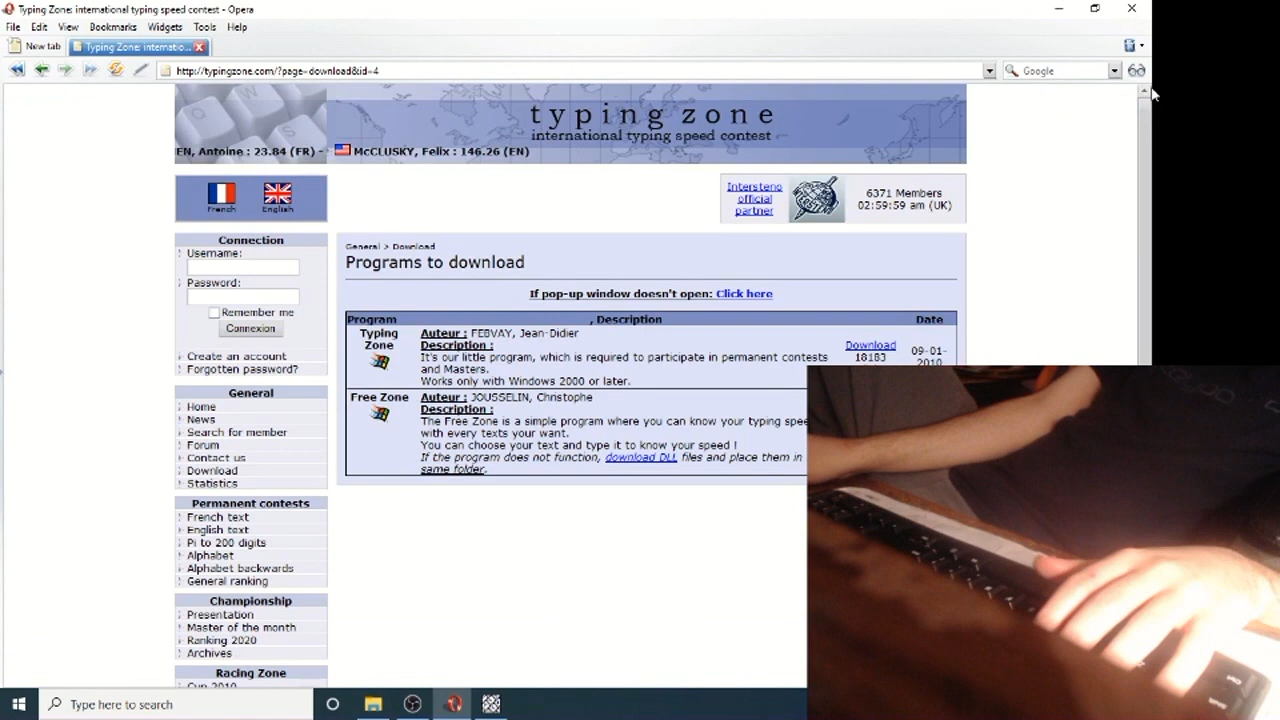 Typing Zone: international typing speed contest - Opera
File Edit View Bookmarks Widgets Tools Help
New tab Typing Zone: internatio...
http://typingzone.com/?page=download&id=4 Google
typing zone
international typing speed contest
EN, Antoine : 23.84 (FR) - McCLUSKY, Felix : 146.26 (EN)
French English
Intersteno official partner
6371 Members
02:59:59 am (UK)
Connection
Username:
Password:
Remember me
Connexion
Create an account
Forgotten password?
General
Home
News
Search for member
Forum
Contact us
Download
Statistics
Permanent contests
French text
English text
Pi to 200 digits
Alphabet
Alphabet backwards
General ranking
Championship
Presentation
Master of the month
Ranking 2020
Archives
Racing Zone
Cup 2010
General > Download
Programs to download
If pop-up window doesn't open: Click here
Program , Description Date
Typing Zone
Auteur : FEBVAY, Jean-Didier
Description :
It's our little program, which is required to participate in permanent contests
and Masters.
Works only with Windows 2000 or later.
Download
18183
09-01-
2010
Free Zone
Auteur : JOUSSELIN, Christophe
Description :
The Free Zone is a simple program where you can know your typing spee
with every texts you want.
You can choose your text and type it to know your speed !
If the program does not function, download DLL files and place them in
same folder.
Type here to search